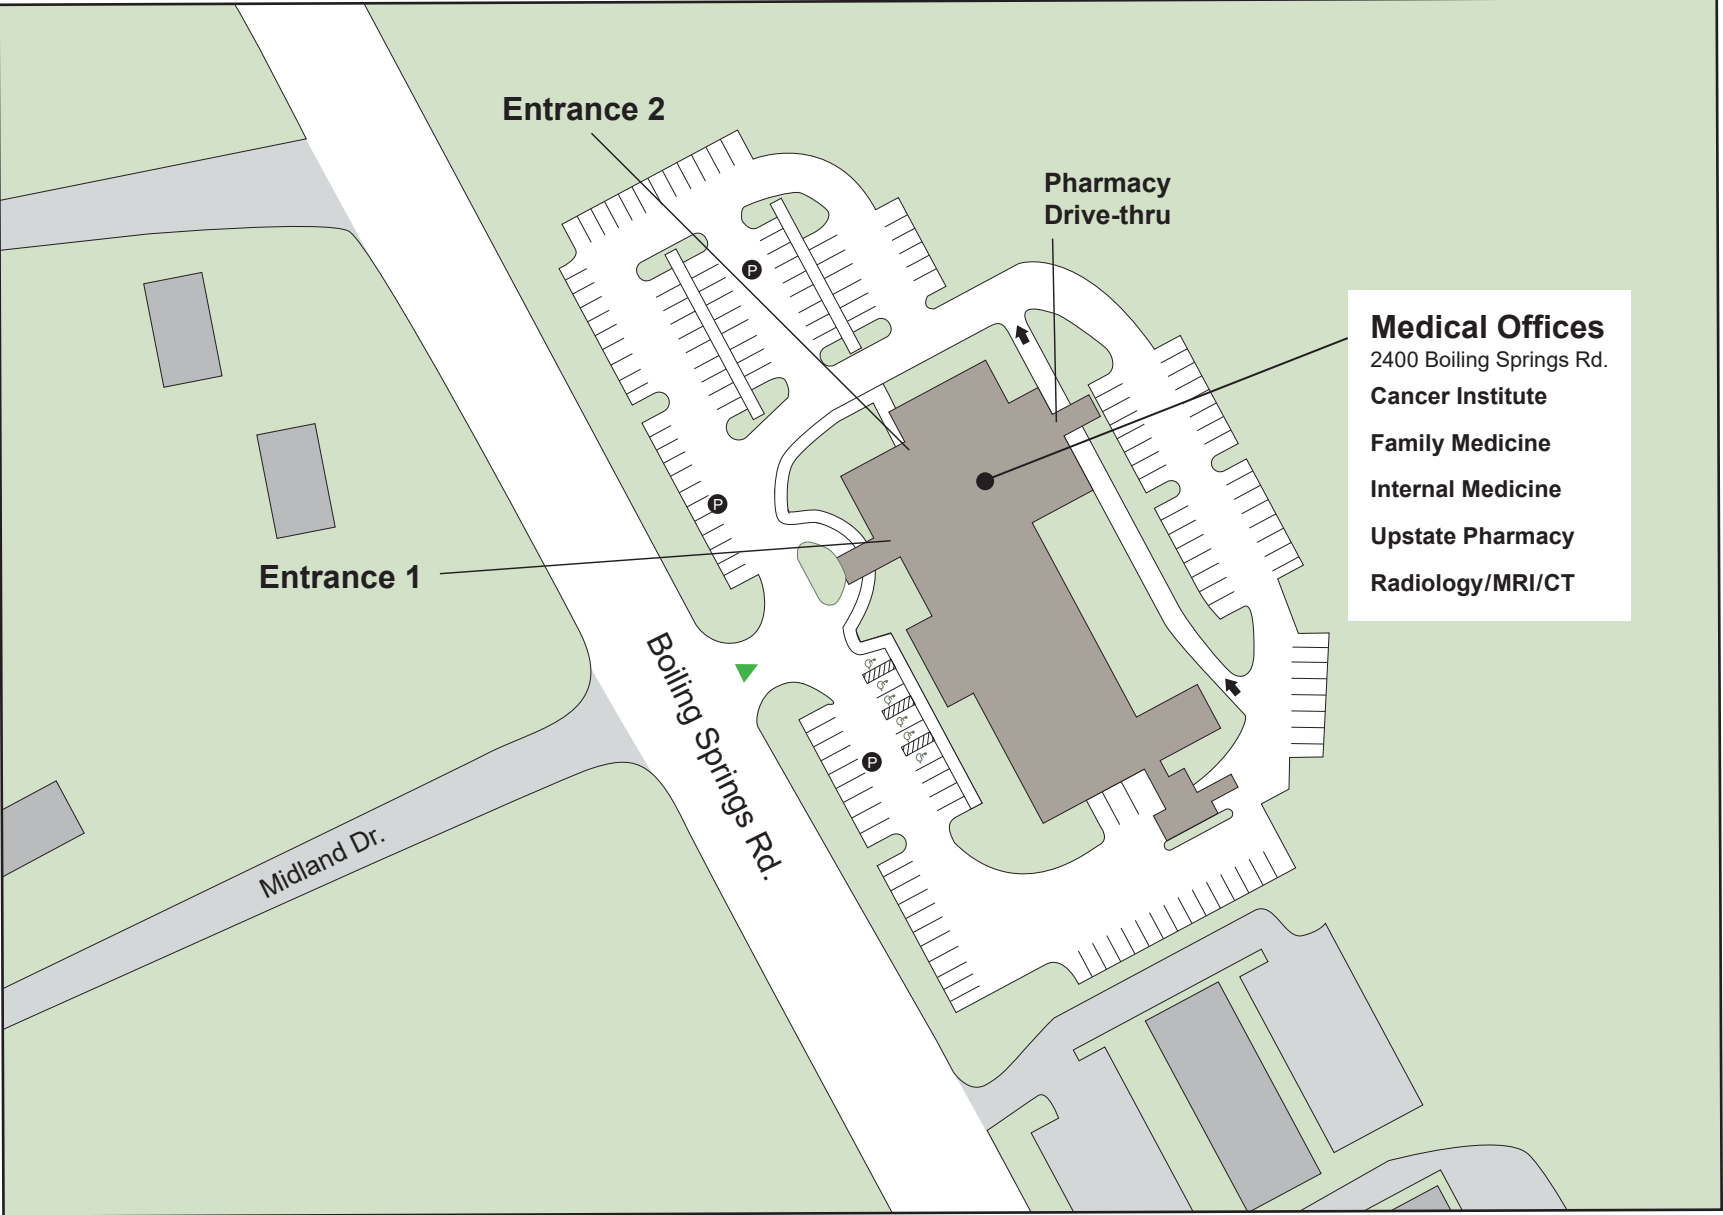 Entrance 2
Pharmacy
Drive-thru
Medical Offices
2400 Boiling Springs Rd.
Cancer Institute
Family Medicine
Internal Medicine
Upstate Pharmacy
Radiology/MRI/CT
P
P
Entrance 1
Boiling Springs Rd.
P
Midland Dr.